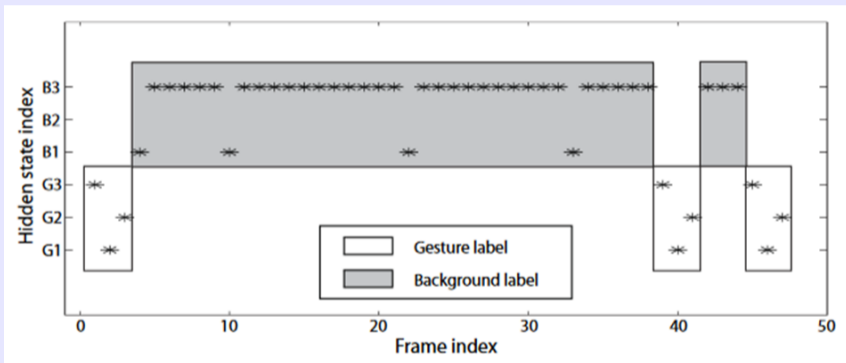 Hidden state index
B3
B2
B1
G3
G2
G1
Gesture label
Background label
0 10 20 30 40 50
Frame index